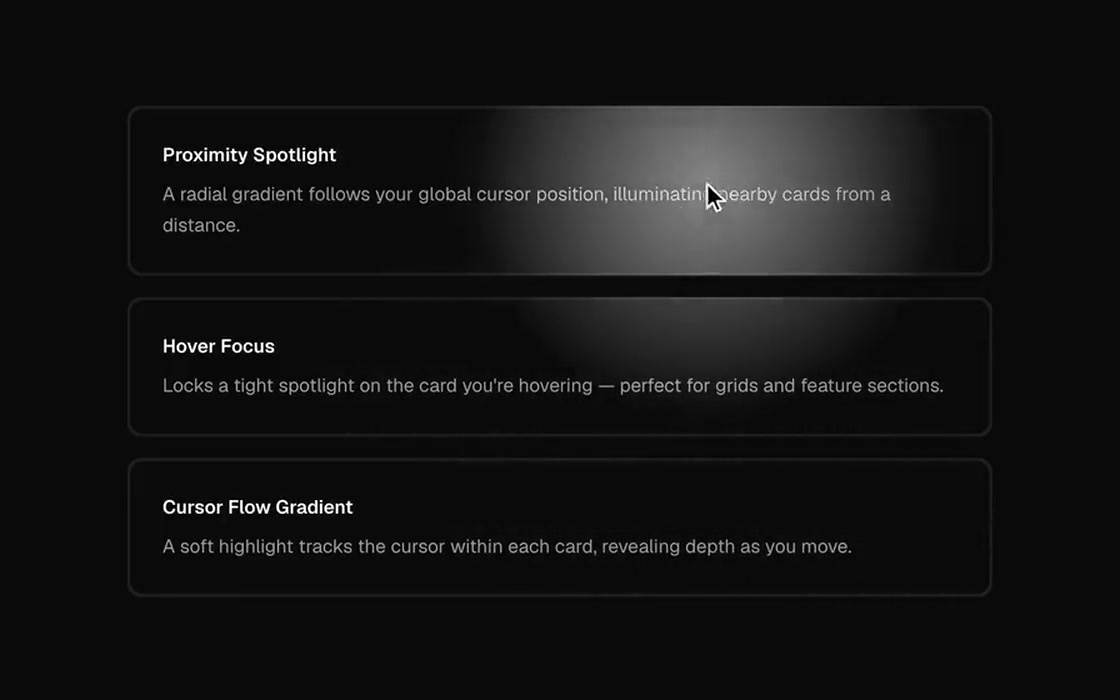 Proximity Spotlight
A radial gradient follows your global cursor position, illuminating nearby cards from a
distance.
Hover Focus
Locks a tight spotlight on the card you're hovering — perfect for grids and feature sections.
Cursor Flow Gradient
A soft highlight tracks the cursor within each card, revealing depth as you move.